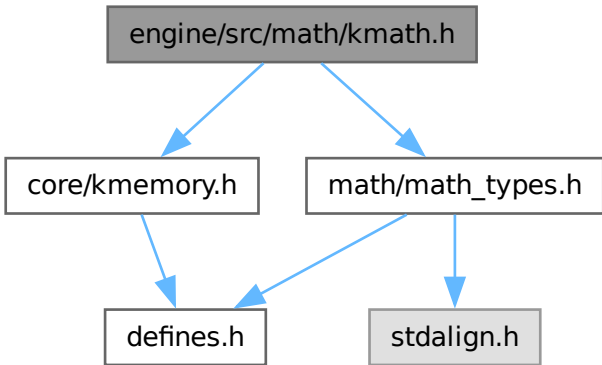 engine/src/math/kmath.h
core/kmemory.h
math/math_types.h
defines.h
stdalign.h